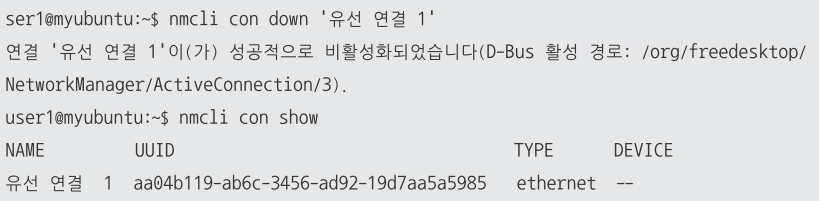 ser1@myubuntu:~$ nmcli con down '유선 연결 1'
연결 '유선 연결 1'이(가) 성공적으로 비활성화되었습니다(D-Bus 활성 경로: /org/freedesktop/
NetworkManager/ActiveConnection/3).
user1@myubuntu:~$ nmcli con show
NAME UUID TYPE DEVICE
유선 연결 1 aa04b119-ab6c-3456-ad92-19d7aa5a5985 ethernet --